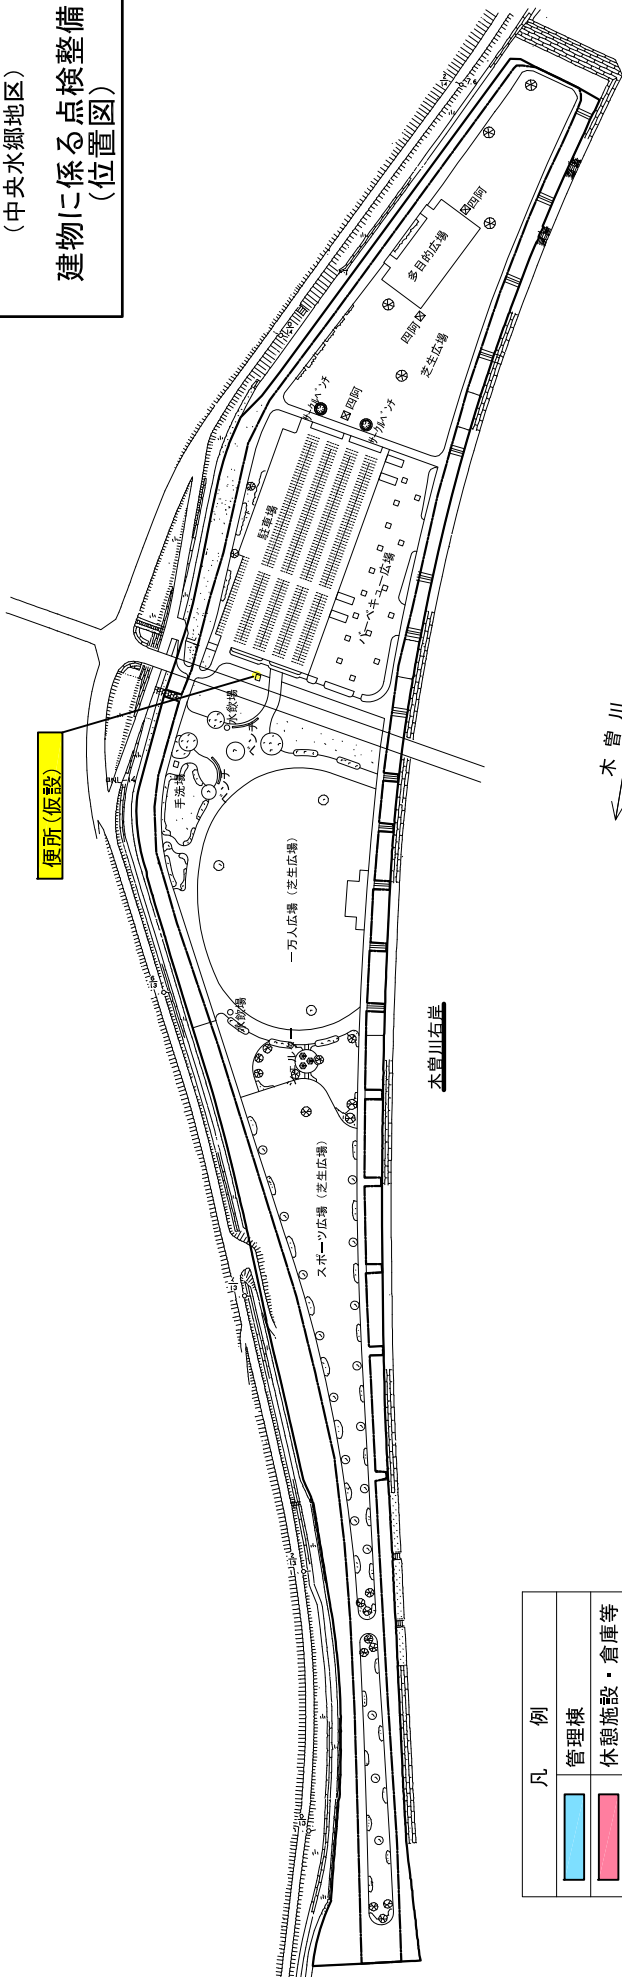 (中央水郷地区)
建物に係る点検整備
(位置図)
四阿
多目的広場
四阿
芝生広場
四阿
サークルベンチ
サークルベンチ
駐車場
バーベキュー広場
便所(仮設)
水飲場
ベンチ
手洗場
ベンチ
一万人広場(芝生広場)
水飲場
木曽川
木曽川右岸
スポーツ広場(芝生広場)
凡 例
管理棟
休憩施設・倉庫等